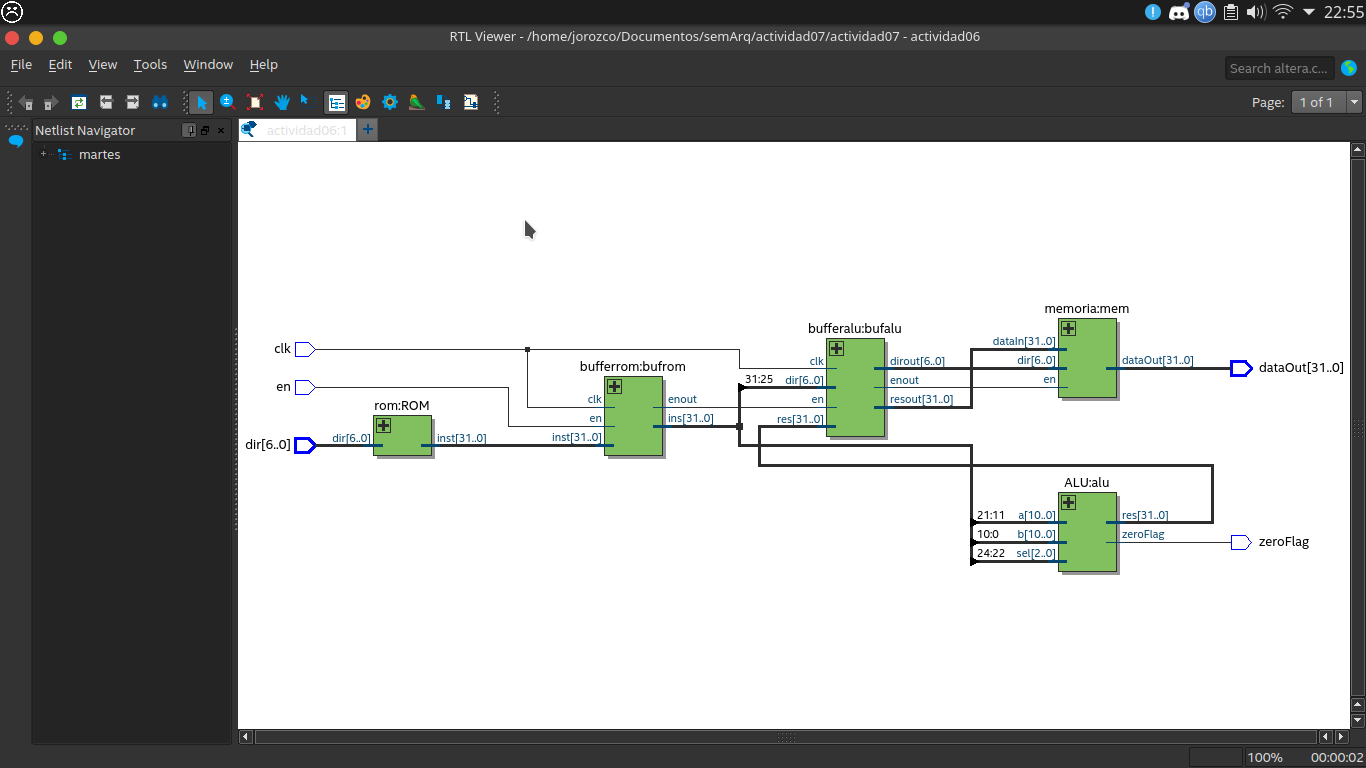 22:55
RTL Viewer - /home/jorozco/Documentos/semArq/actividad07/actividad07 - actividad06
File Edit View Tools Window Help
Search altera.c...
Page: 1 of 1
Netlist Navigator
actividad06:1
martes
memoria:mem
dataIn[31..0]
dir[6..0]
en
dataOut[31..0]
dataOut[31..0]
bufferalu:bufalu
clk
31:25
dir[6..0]
en
res[31..0]
dirout[6..0]
enout
resout[31..0]
clk
en
dir[6..0]
bufferrom:bufrom
clk
en
inst[31..0]
enout
ins[31..0]
rom:ROM
dir[6..0]
inst[31..0]
ALU:alu
21:11
a[10..0]
10:0
b[10..0]
24:22
sel[2..0]
res[31..0]
zeroFlag
zeroFlag
100%
00:00:02